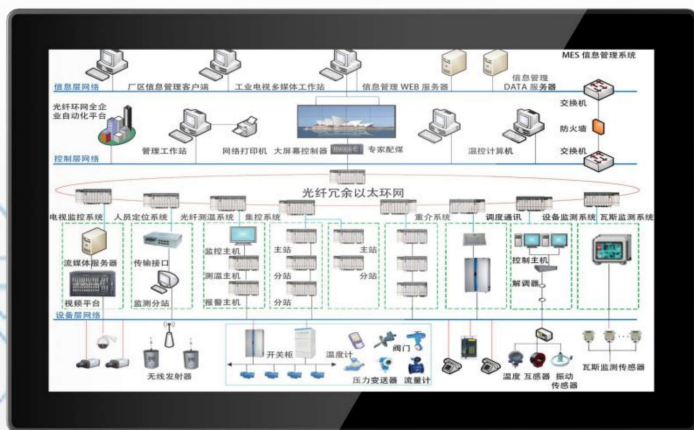 MES 信息管理系统
信息层网络
厂区信息管理客户端
工业电视多媒体工作站
信息管理 WEB 服务器
信息管理
DATA 服务器
交换机
光纤环网全企
业自动化平台
防火墙
管理工作站
网络打印机
大屏幕控制器
专家配煤
温控计算机
交换机
控制层网络
光纤冗余以太环网
电视监控系统
人员定位系统
光纤测温系统
集控系统
重介系统
调度通讯
设备监测系统
瓦斯监测系统
流媒体服务器
传输接口
监控主机
主站
主站
控制主机
测温主机
分站
分站
解调器
视频平台
监测分站
报警主机
分站
设备层网络
无线发射器
开关柜
温度计
阀门
压力变送器
流量计
温度
互感器
振动
传感器
瓦斯监测传感器